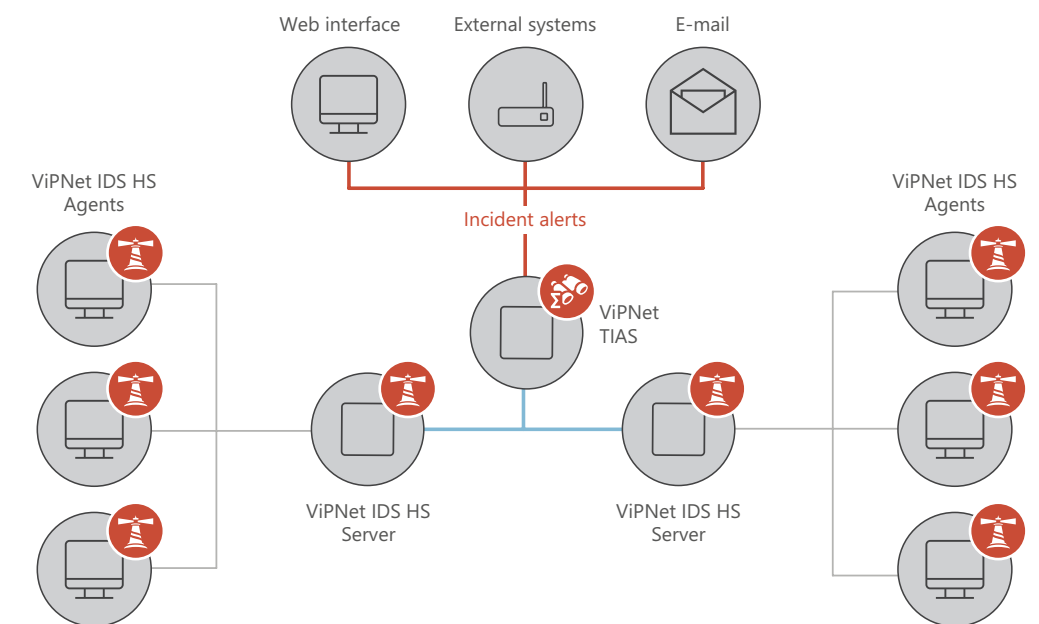 Web interface
External systems
E-mail
ViPNet IDS HS
Agents
ViPNet IDS HS
Agents
Incident alerts
Σ
ViPNet
TIAS
ViPNet IDS HS
Server
ViPNet IDS HS
Server